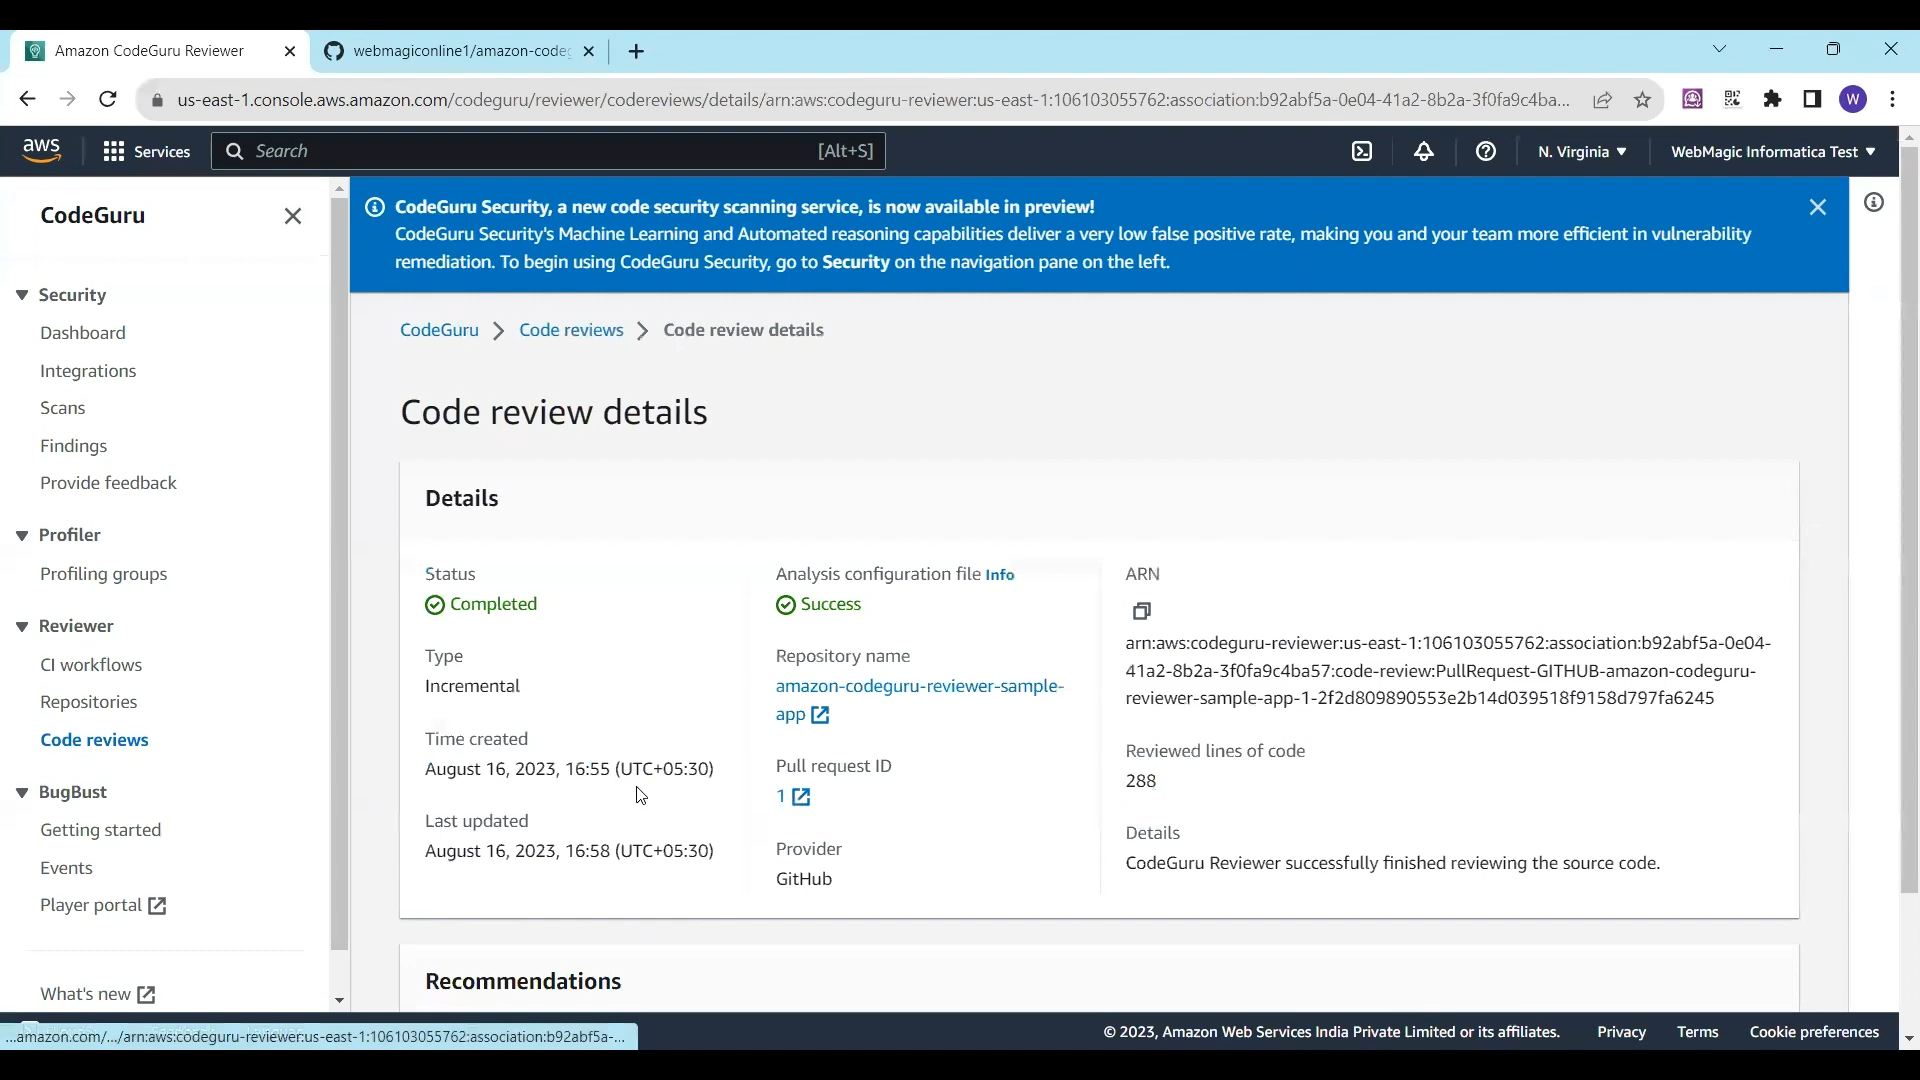 Amazon CodeGuru Reviewer
webmagiconline1/amazon-code
us-east-1.console.aws.amazon.com/codeguru/reviewer/codereviews/details/arn:aws:codeguru-reviewer:us-east-1:106103055762:association:b92abf5a-0e04-41a2-8b2a-3f0fa9c4ba...
W
aws
Services
Search
[Alt+S]
N. Virginia
WebMagic Informatica Test
CodeGuru
Security
Dashboard
Integrations
Scans
Findings
Provide feedback
Profiler
Profiling groups
Reviewer
CI workflows
Repositories
Code reviews
BugBust
Getting started
Events
Player portal
What's new
CodeGuru Security, a new code security scanning service, is now available in preview!
CodeGuru Security's Machine Learning and Automated reasoning capabilities deliver a very low false positive rate, making you and your team more efficient in vulnerability
remediation. To begin using CodeGuru Security, go to Security on the navigation pane on the left.
CodeGuru
Code reviews
Code review details
Code review details
Details
Status
Completed
Type
Incremental
Time created
August 16, 2023, 16:55 (UTC+05:30)
Last updated
August 16, 2023, 16:58 (UTC+05:30)
Analysis configuration file Info
Success
Repository name
amazon-codeguru-reviewer-sample-
app
Pull request ID
1
Provider
GitHub
ARN
arn:aws:codeguru-reviewer:us-east-1:106103055762:association:b92abf5a-0e04-
41a2-8b2a-3f0fa9c4ba57:code-review:PullRequest-GITHUB-amazon-codeguru-
reviewer-sample-app-1-2f2d809890553e2b14d039518f9158d797fa6245
Reviewed lines of code
288
Details
CodeGuru Reviewer successfully finished reviewing the source code.
Recommendations
...amazon.com/.../arn:aws:codeguru-reviewer:us-east-1:106103055762:association:b92abf5a-...
© 2023, Amazon Web Services India Private Limited or its affiliates.
Privacy
Terms
Cookie preferences